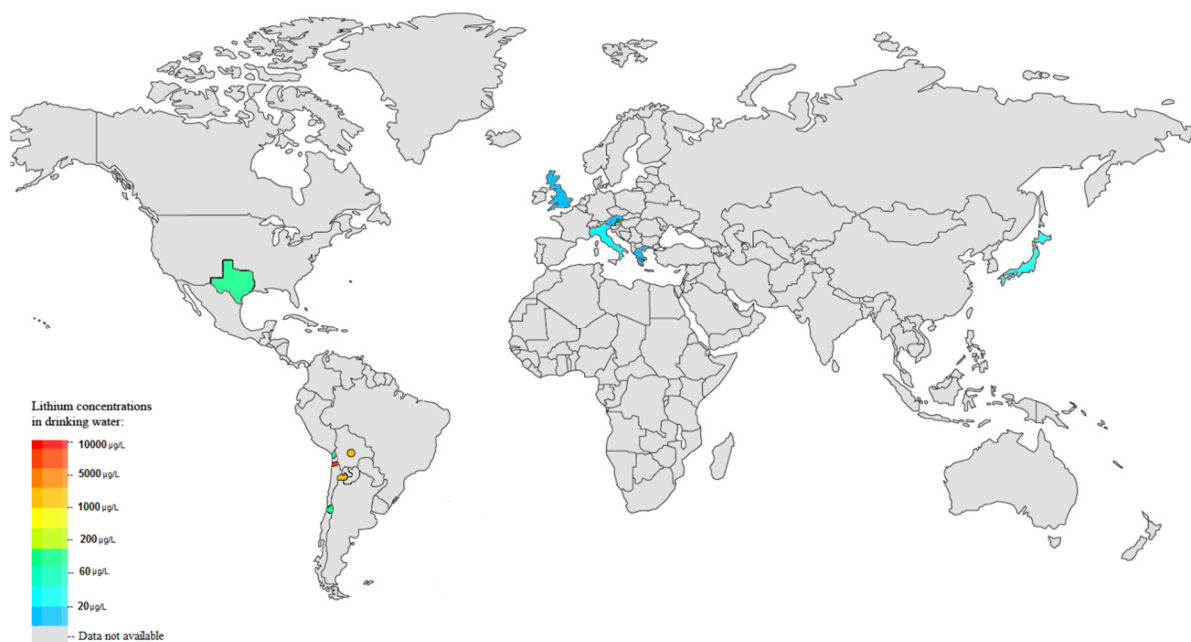 Lithium concentrations
in drinking water:
10000 µg/L
5000 µg/L
1000 µg/L
200 µg/L
60 µg/L
20 µg/L
-- Data not available